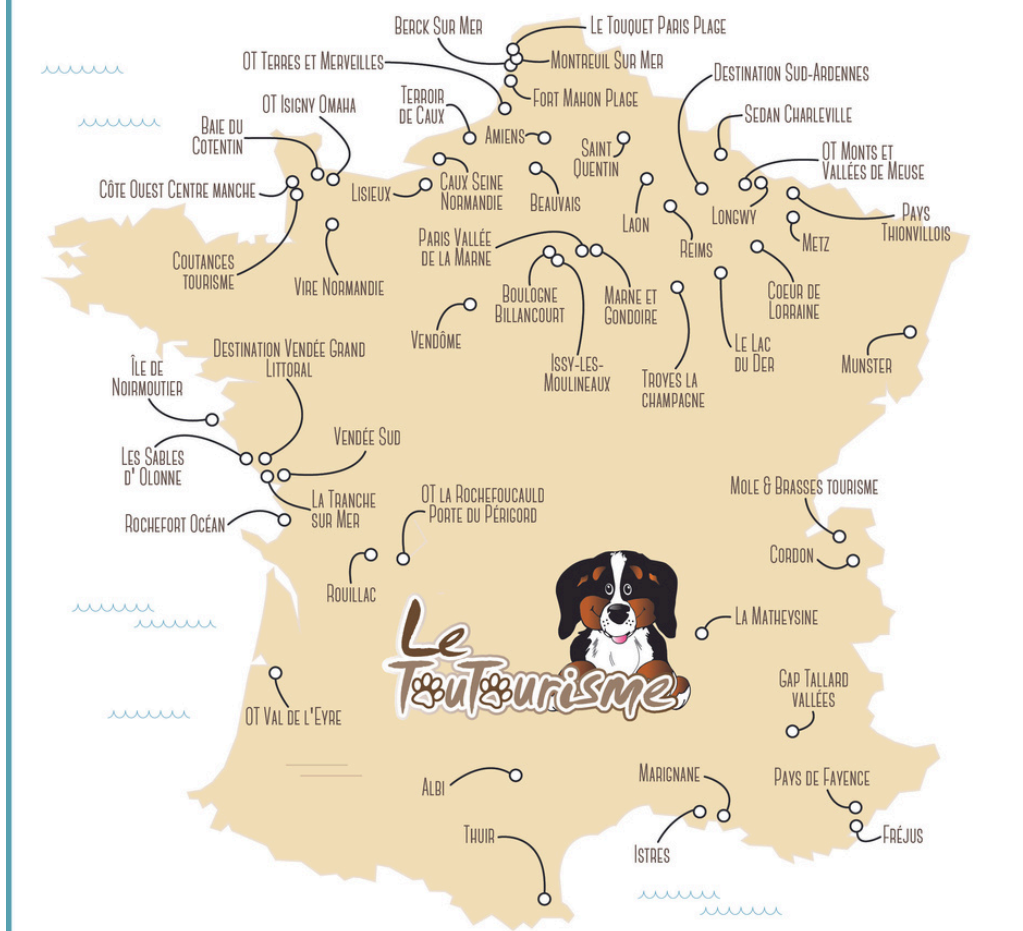 Berck Sur Mer
Le Touquet Paris Plage
OT Terres et Merveilles
Montreuil Sur Mer
Destination Sud-Ardennes
Fort Mahon Plage
OT Isigny Omaha
Terroir
de Caux
Sedan Charleville
Baie du
Cotentin
Amiens
Saint
Quentin
OT Monts et
Vallées de Meuse
Côte Ouest Centre manche
Lisieux
Caux Seine
Normandie
Beauvais
Laon
Longwy
Pays
Thionvillois
Reims
Metz
Paris Vallée
de la Marne
Coutances
tourisme
Vire Normandie
Boulogne
Billancourt
Marne et
Gondoire
Coeur de
Lorraine
Vendôme
Issy-les-
Moulineaux
Troyes la
champagne
Le Lac
du Der
Munster
Destination Vendée Grand
Littoral
Île de
Noirmoutier
Vendée Sud
Les Sables
d' Olonne
La Tranche
sur Mer
OT la Rochefoucauld
Porte du Périgord
Mole & Brasses tourisme
Rochefort Océan
Cordon
Rouillac
Le
TouTourisme
La Matheysine
Gap Tallard
vallées
OT Val de l'Eyre
Albi
Marignane
Pays de Fayence
Thuir
Istres
Fréjus